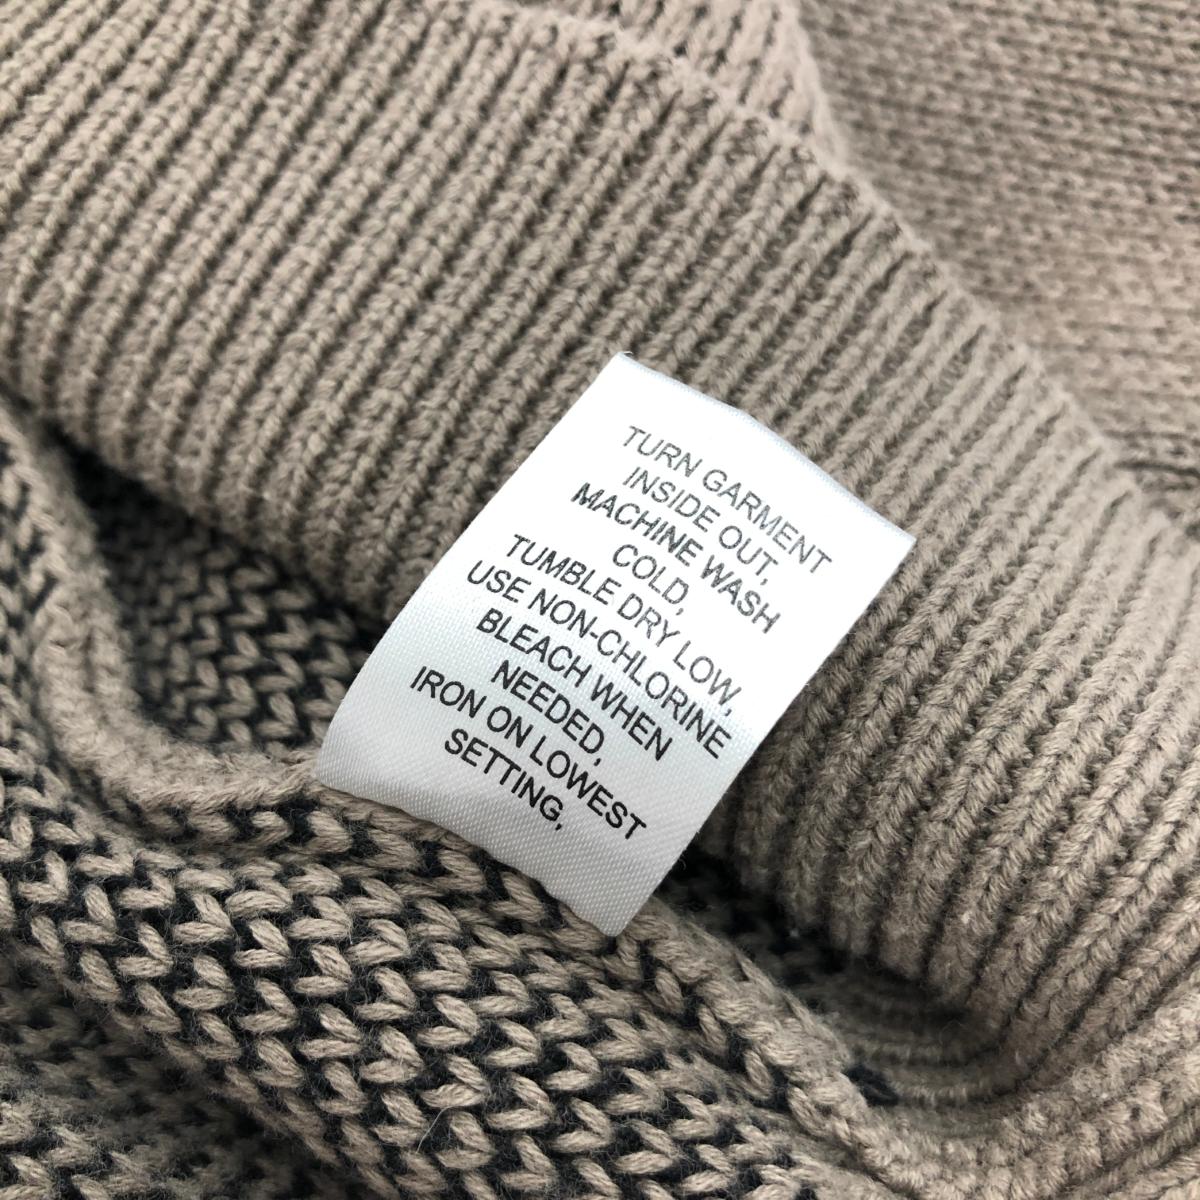 TURN GARMENT
INSIDE OUT,
MACHINE WASH
COLD,
TUMBLE DRY LOW,
USE NON-CHLORINE
BLEACH WHEN
NEEDED,
IRON ON LOWEST
SETTING,